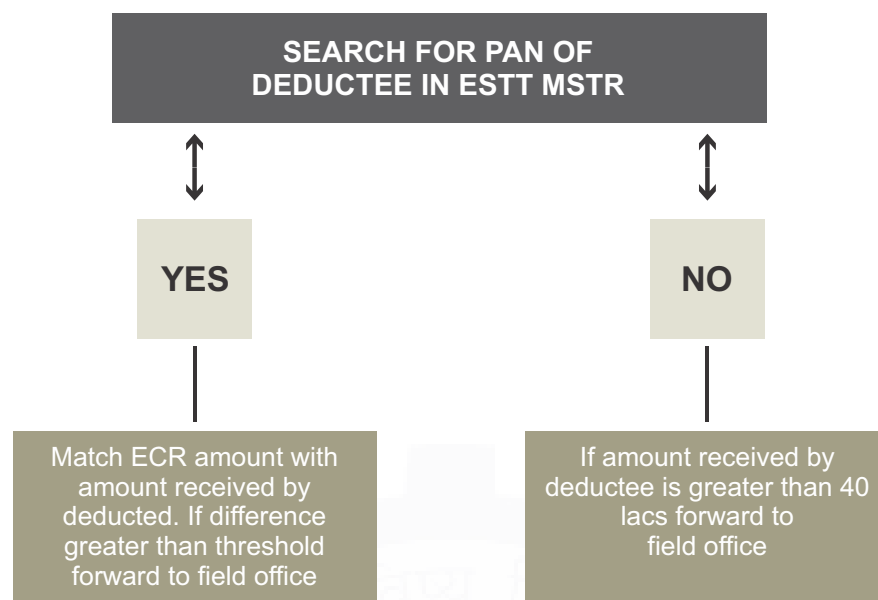 SEARCH FOR PAN OF
DEDUCTEE IN ESTT MSTR
YES
NO
Match ECR amount with
amount received by
deducted. If difference
greater than threshold
forward to field office
If amount received by
deductee is greater than 40
lacs forward to
field office